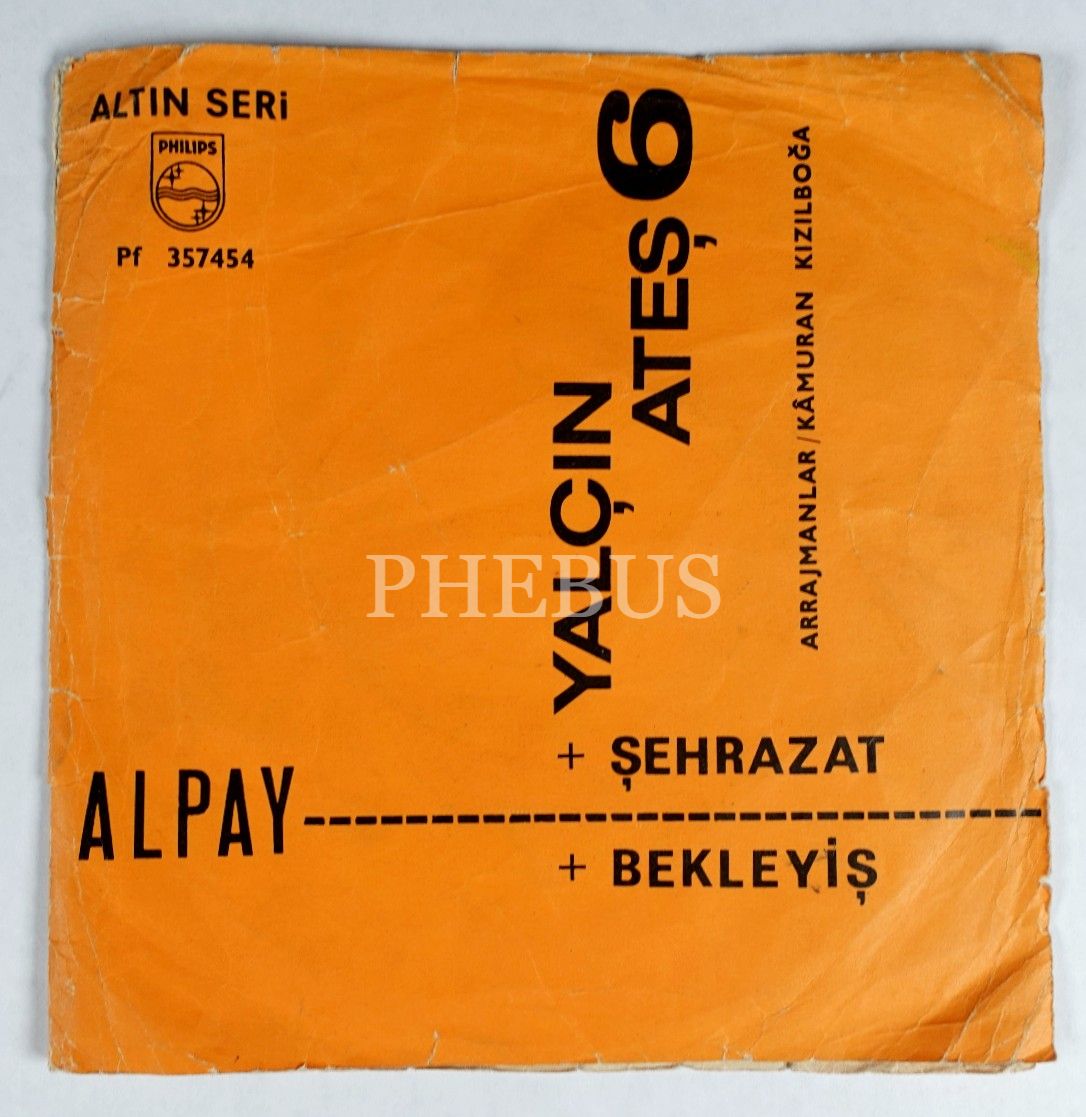 ALTIN SERİ
PHILIPS
Pf 357454
YALÇIN
ATEŞ 6
ARRAJMANLAR / KÂMURAN KIZILBOĞA
+ ŞEHRAZAT
ALPAY
+ BEKLEYİŞ
PHEBUS